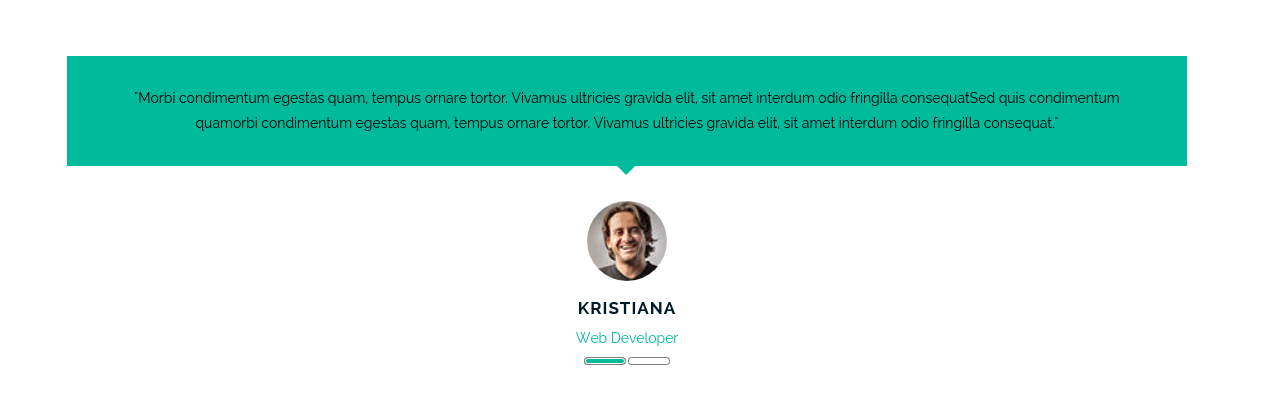 "Morbi condimentum egestas quam, tempus ornare tortor. Vivamus ultricies gravida elit, sit amet interdum odio fringilla consequatSed quis condimentum
quamorbi condimentum egestas quam, tempus ornare tortor. Vivamus ultricies gravida elit, sit amet interdum odio fringilla consequat."
KRISTIANA
Web Developer